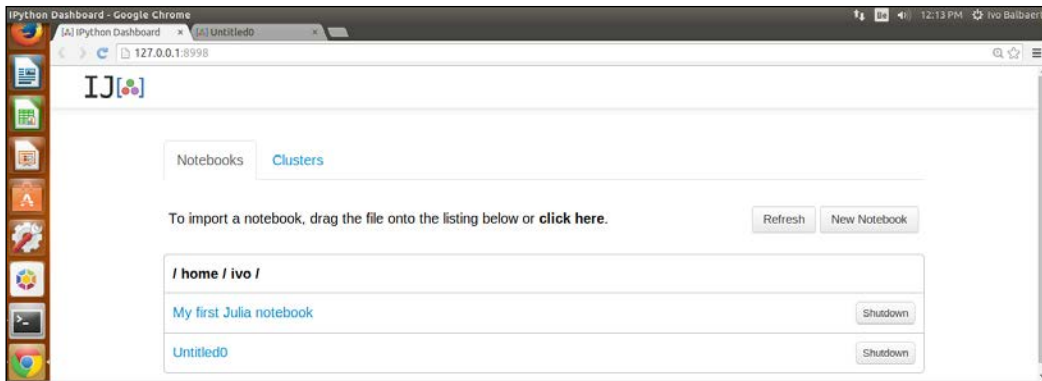 IPython Dashboard - Google Chrome
12:13 PM Ivo Balbaert
[A] IPython Dashboard × [A] Untitled0 ×
127.0.0.1:8998
IJ
Notebooks Clusters
To import a notebook, drag the file onto the listing below or click here. Refresh New Notebook
/ home / ivo /
My first Julia notebook Shutdown
Untitled0 Shutdown